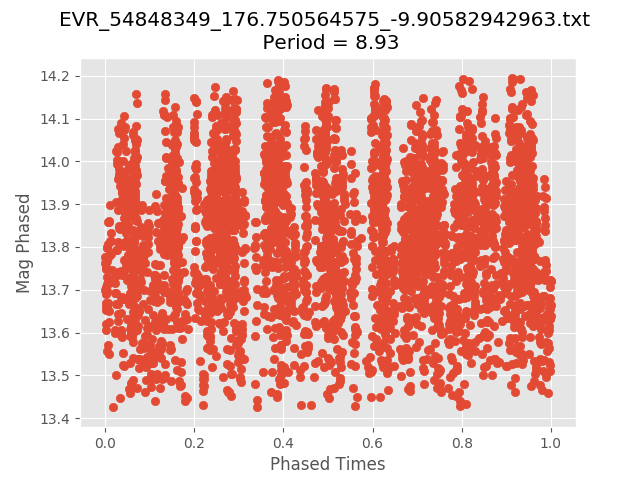 EVR_54848349_176.750564575_-9.90582942963.txt
Period = 8.93
14.2
14.1
14.0
13.9
13.8
13.7
13.6
13.5
13.4
Mag Phased
0.0 0.2 0.4 0.6 0.8 1.0
Phased Times